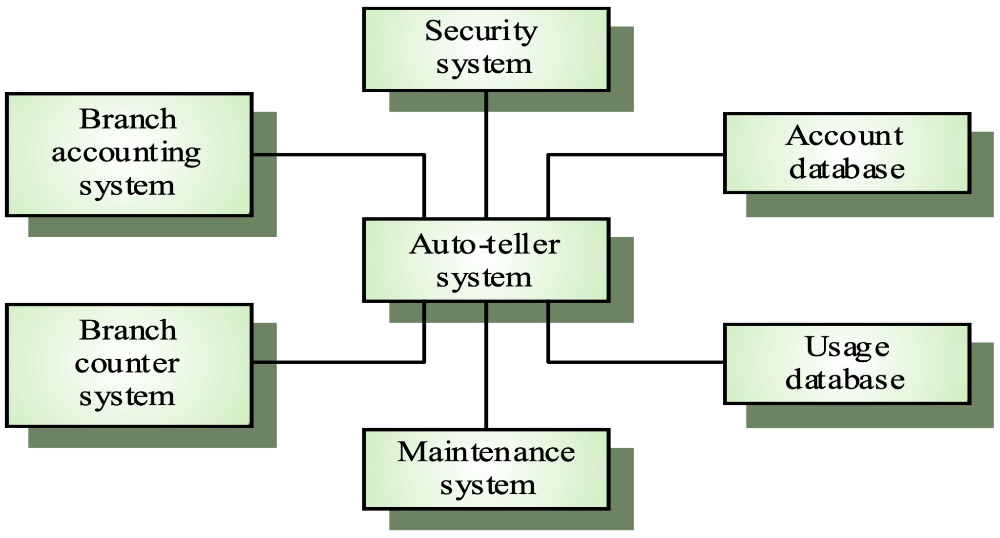 Security
system
Branch
accounting
system
Account
database
Auto-teller
system
Branch
counter
system
Usage
database
Maintenance
system